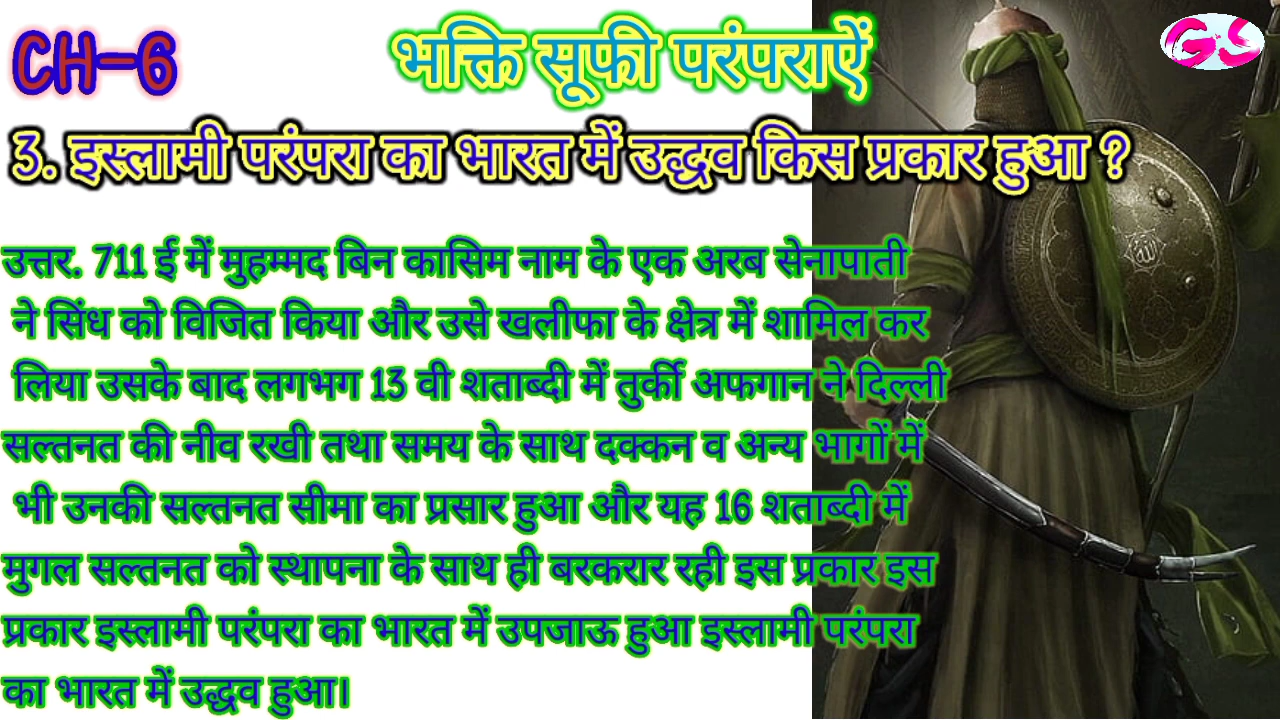 CH-6
भक्ति सूफी परंपराऐं
GS
3. इस्लामी परंपरा का भारत में उद्धव किस प्रकार हुआ ?
उत्तर. 711 ई में मुहम्मद बिन कासिम नाम के एक अरब सेनापाती
ने सिंध को विजित किया और उसे खलीफा के क्षेत्र में शामिल कर
लिया उसके बाद लगभग 13 वी शताब्दी में तुर्की अफगान ने दिल्ली
सल्तनत की नीव रखी तथा समय के साथ दक्कन व अन्य भागों में
भी उनकी सल्तनत सीमा का प्रसार हुआ और यह 16 शताब्दी में
मुगल सल्तनत को स्थापना के साथ ही बरकरार रही इस प्रकार इस
प्रकार इस्लामी परंपरा का भारत में उपजाऊ हुआ इस्लामी परंपरा
का भारत में उद्धव हुआ।